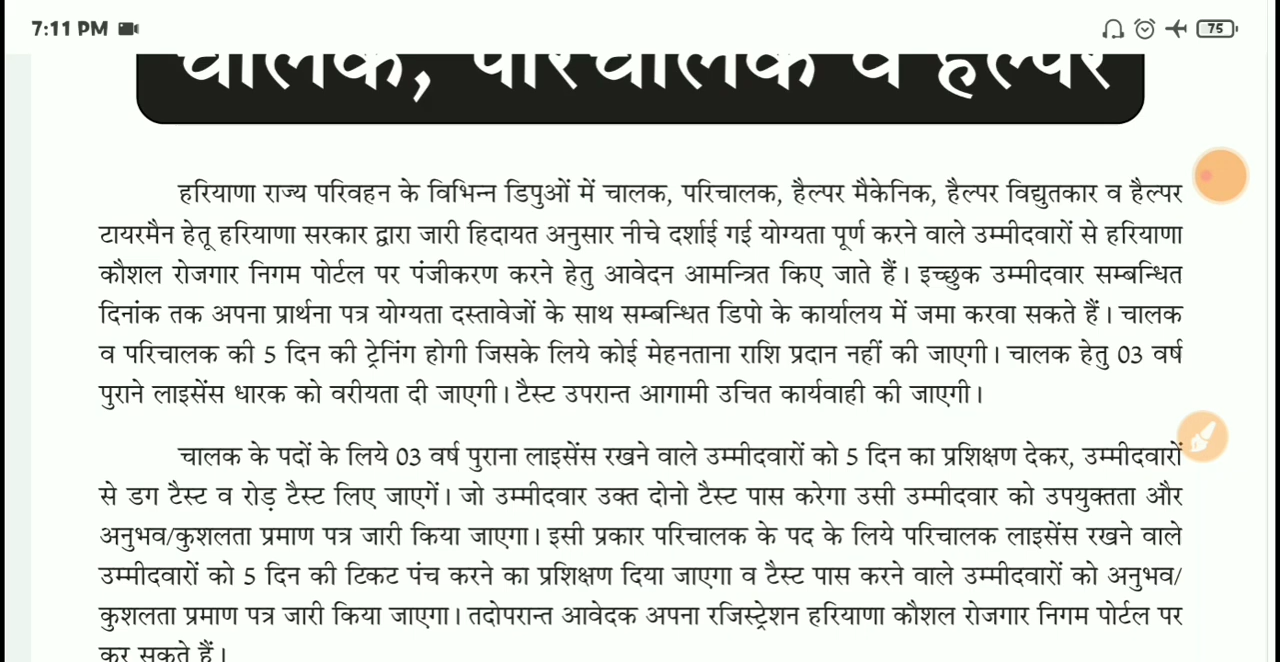 7:11 PM
75
चालक, परिचालक व हैल्पर
हरियाणा राज्य परिवहन के विभिन्न डिपुओं में चालक, परिचालक, हैल्पर मैकेनिक, हैल्पर विद्युतकार व हैल्पर
टायरमैन हेतू हरियाणा सरकार द्वारा जारी हिदायत अनुसार नीचे दर्शाई गई योग्यता पूर्ण करने वाले उम्मीदवारों से हरियाणा
कौशल रोजगार निगम पोर्टल पर पंजीकरण करने हेतु आवेदन आमन्त्रित किए जाते हैं। इच्छुक उम्मीदवार सम्बन्धित
दिनांक तक अपना प्रार्थना पत्र योग्यता दस्तावेजों के साथ सम्बन्धित डिपो के कार्यालय में जमा करवा सकते हैं। चालक
व परिचालक की 5 दिन की ट्रेनिंग होगी जिसके लिये कोई मेहनताना राशि प्रदान नहीं की जाएगी। चालक हेतु 03 वर्ष
पुराने लाइसेंस धारक को वरीयता दी जाएगी। टैस्ट उपरान्त आगामी उचित कार्यवाही की जाएगी।
चालक के पदों के लिये 03 वर्ष पुराना लाइसेंस रखने वाले उम्मीदवारों को 5 दिन का प्रशिक्षण देकर, उम्मीदवारों
से डग टैस्ट व रोड़ टैस्ट लिए जाएगें। जो उम्मीदवार उक्त दोनो टैस्ट पास करेगा उसी उम्मीदवार को उपयुक्तता और
अनुभव/कुशलता प्रमाण पत्र जारी किया जाएगा। इसी प्रकार परिचालक के पद के लिये परिचालक लाइसेंस रखने वाले
उम्मीदवारों को 5 दिन की टिकट पंच करने का प्रशिक्षण दिया जाएगा व टैस्ट पास करने वाले उम्मीदवारों को अनुभव/
कुशलता प्रमाण पत्र जारी किया जाएगा। तदोपरान्त आवेदक अपना रजिस्ट्रेशन हरियाणा कौशल रोजगार निगम पोर्टल पर
कर सकते हैं।